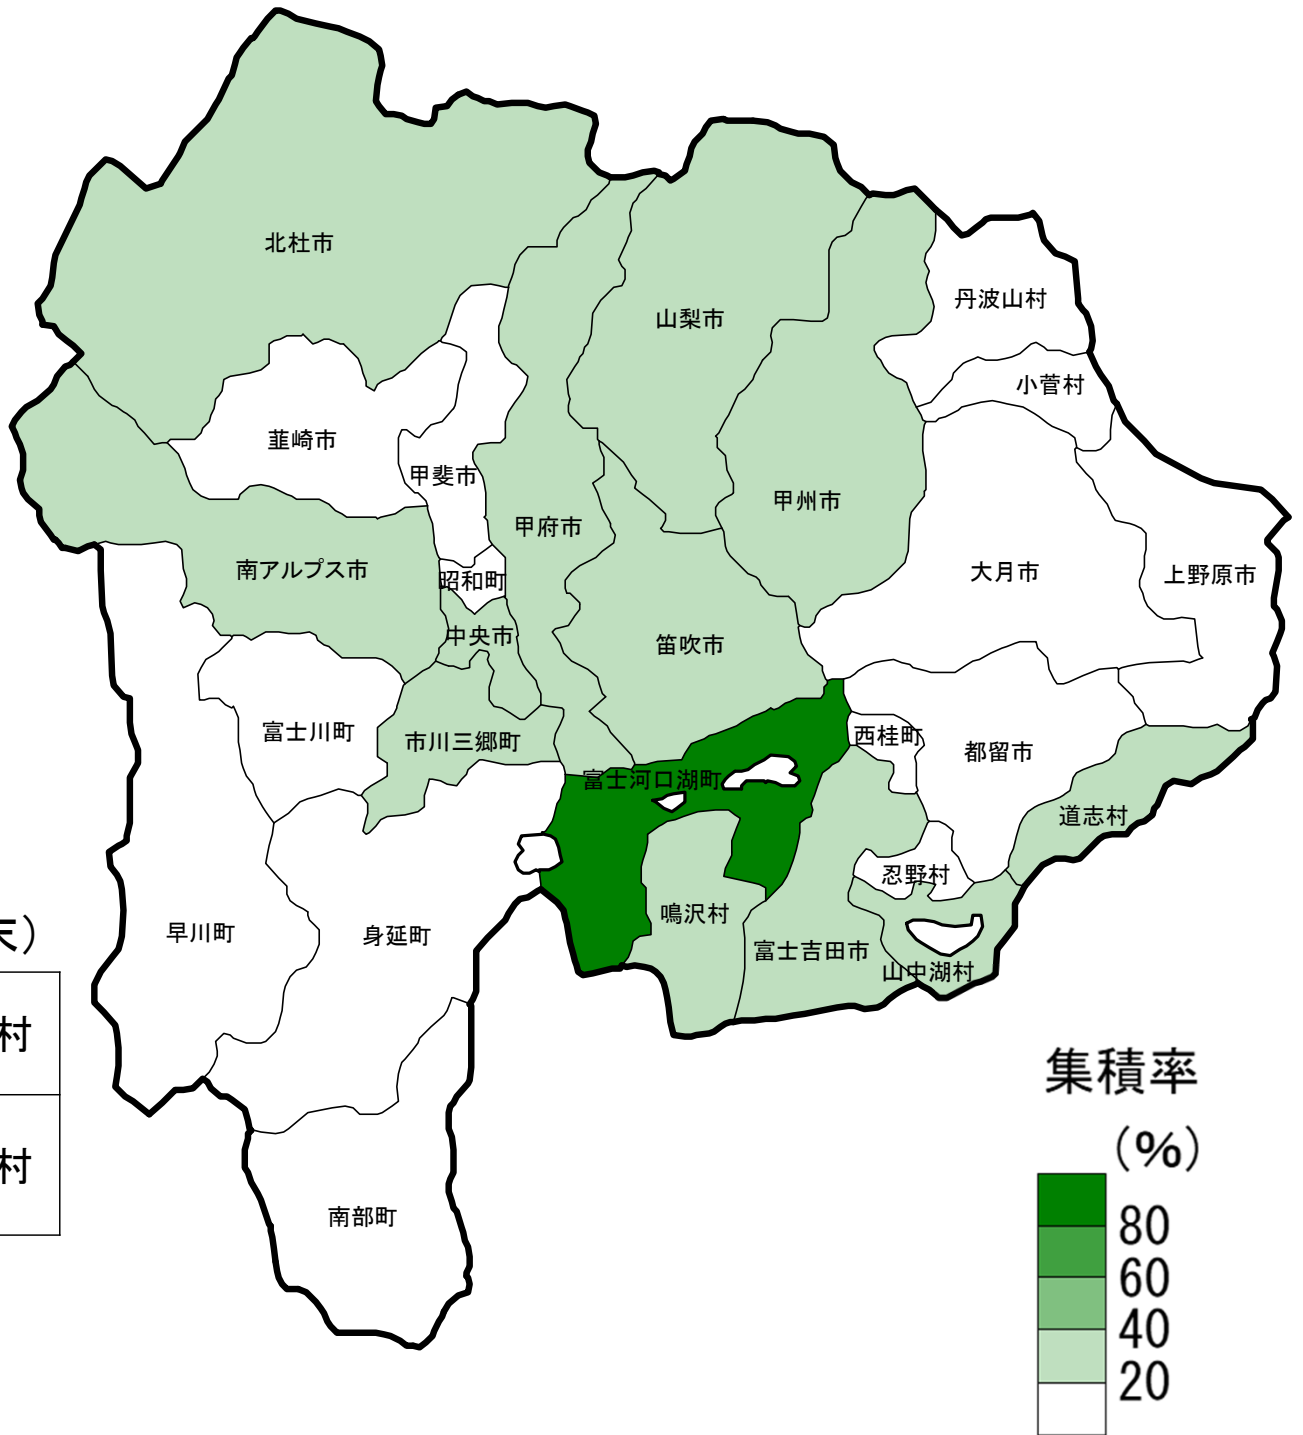 北杜市
丹波山村
山梨市
小菅村
韮崎市
甲斐市
甲州市
甲府市
南アルプス市
昭和町
大月市
上野原市
中央市
笛吹市
富士川町
市川三郷町
西桂町
都留市
富士河口湖町
道志村
忍野村
鳴沢村
早川町
身延町
富士吉田市
山中湖村
末)
村
村
南部町
集積率
(%)
80
60
40
20